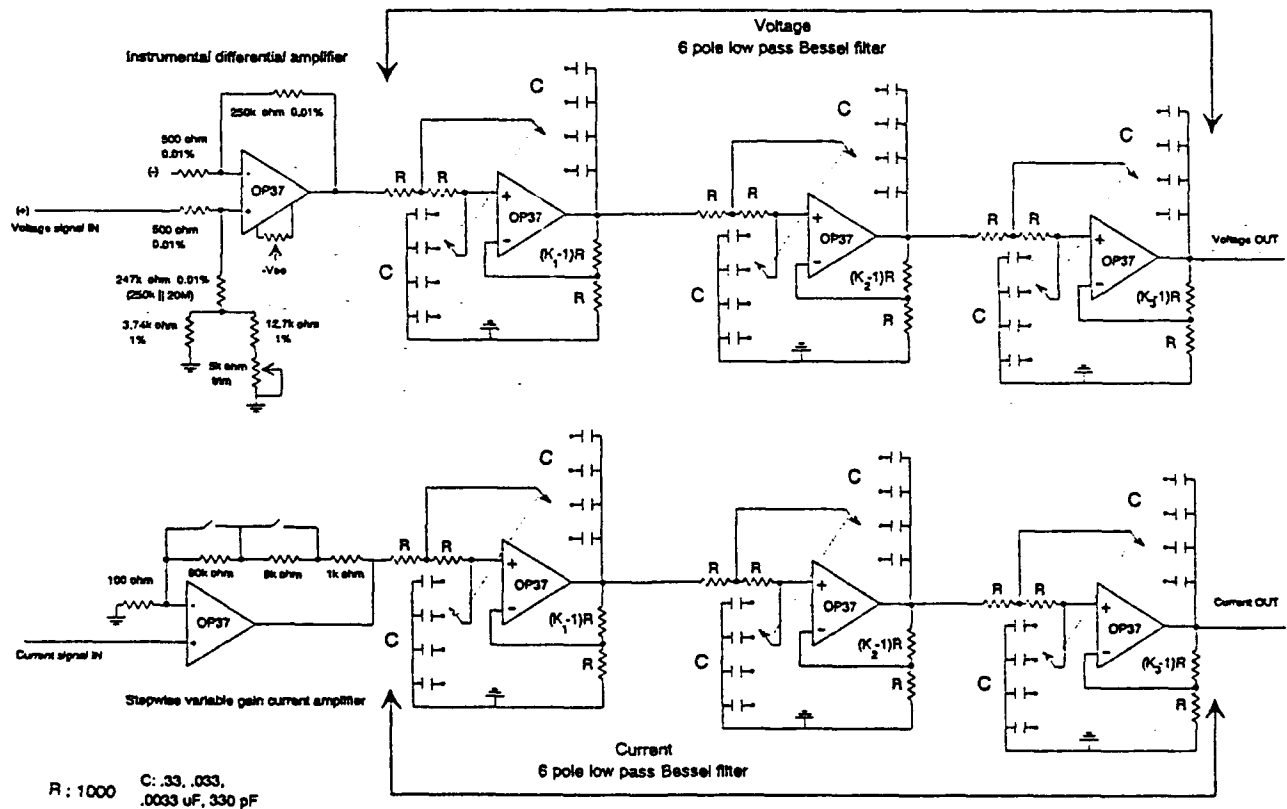 Voltage
6 pole low pass Bessel filter
Instrumental differential amplifier
250k ohm 0.01%
500 ohm
0.01%
(-)
-
+
OP37
(+)
Voltage signal IN
500 ohm
0.01%
-Vee
247k ohm 0.01%
(250k || 20M)
3.74k ohm
1%
12.7k ohm
1%
5k ohm
trim
R
R
C
C
+
-
OP37
(K1-1)R
R
R
R
C
C
+
-
OP37
(K2-1)R
R
R
R
C
C
+
-
OP37
(K3-1)R
R
Voltage OUT
100 ohm
90k ohm
9k ohm
1k ohm
-
+
OP37
Current signal IN
Stepwise variable gain current amplifier
R
R
C
C
+
-
OP37
(K1-1)R
R
R
R
C
C
+
-
OP37
(K2-1)R
R
R
R
C
C
+
-
OP37
(K3-1)R
R
Current OUT
Current
6 pole low pass Bessel filter
R : 1000
C: .33, .033,
.0033 uF, 330 pF